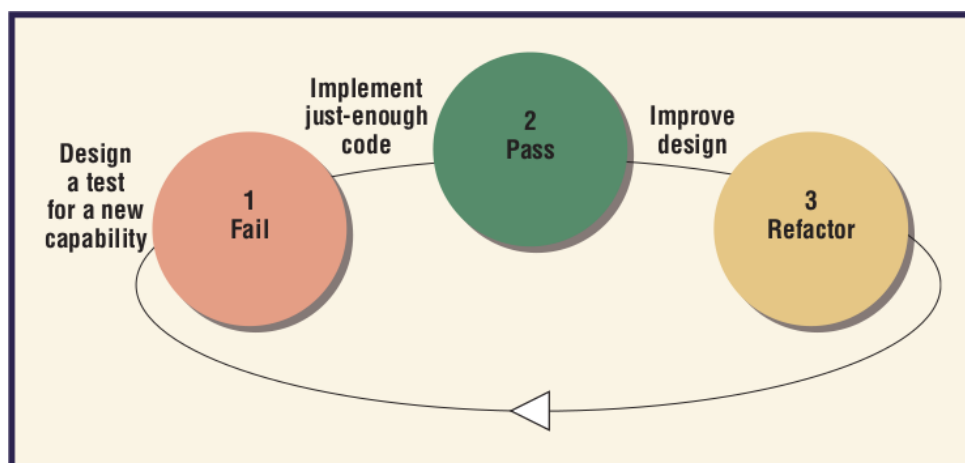 Design
a test
for a new
capability
1
Fail
Implement
just-enough
code
2
Pass
Improve
design
3
Refactor